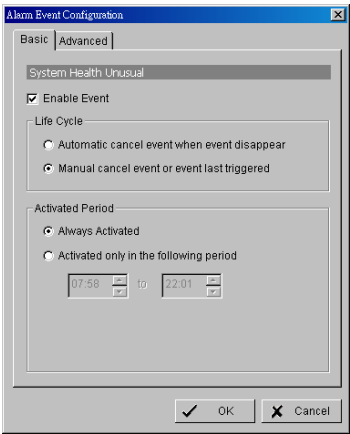 Alarm Event Configuration
Basic Advanced
System Health Unusual
Enable Event
Life Cycle
Automatic cancel event when event disappear
Manual cancel event or event last triggered
Activated Period
Always Activated
Activated only in the following period
07:58 to 22:01
OK Cancel